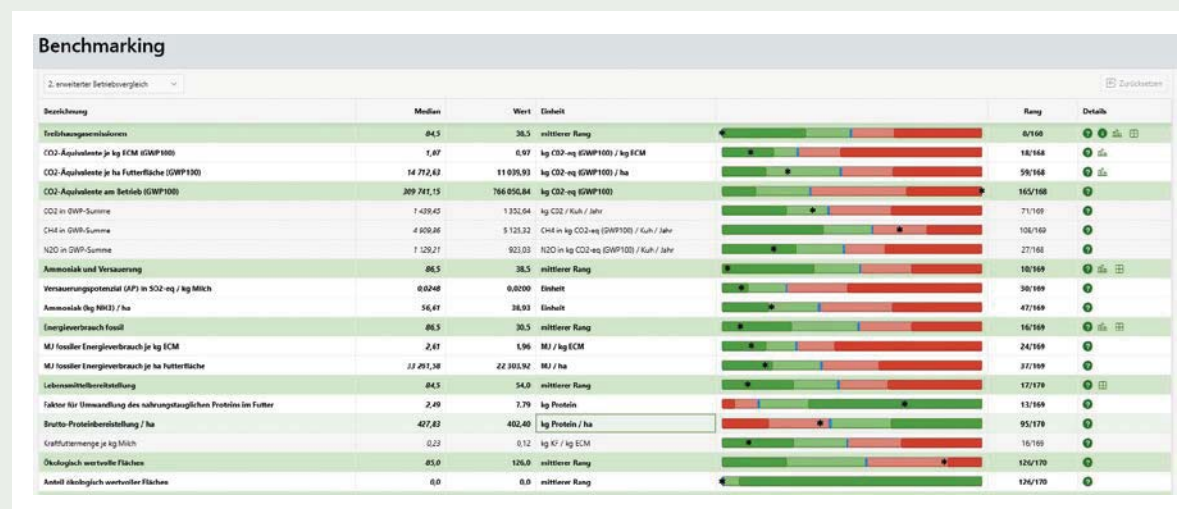 Benchmarking
2. erweiterter Betriebsvergleich
Zurücksetzen
Bezeichnung Median Wert Einheit Rang Details
Treibhausgasemissionen 84,5 38,5 mittlerer Rang 8/160
CO2-Äquivalente je kg ECM (GWP100) 1,07 0,97 kg CO2-eq (GWP100) / kg ECM 18/168
CO2-Äquivalente je ha Futterfläche (GWP100) 14 712,63 11 039,93 kg CO2-eq (GWP100) / ha 59/168
CO2-Äquivalente am Betrieb (GWP100) 309 741,15 766 050,84 kg CO2-eq (GWP100) 165/168
CO2 in GWP-Summe 1 439,45 1 352,64 kg CO2 / Kuh / Jahr 71/169
CH4 in GWP-Summe 4 909,86 5 125,32 CH4 in kg CO2-eq (GWP100) / Kuh / Jahr 108/169
N2O in GWP-Summe 1 129,21 923,03 N2O in kg CO2-eq (GWP100) / Kuh / Jahr 27/168
Ammoniak und Versauerung 86,5 38,5 mittlerer Rang 10/169
Versauerungspotenzial (AP) in SO2-eq / kg Milch 0,0248 0,0200 Einheit 30/169
Ammoniak (kg NH3) / ha 56,61 38,93 Einheit 47/169
Energieverbrauch fossil 86,5 30,5 mittlerer Rang 16/169
MJ fossiler Energieverbrauch je kg ECM 2,61 1,96 MJ / kg ECM 24/169
MJ fossiler Energieverbrauch je ha Futterfläche 33 261,58 22 303,92 MJ / ha 37/169
Lebensmittelbereitstellung 84,5 54,0 mittlerer Rang 17/170
Faktor für Umwandlung des nahrungstauglichen Proteins im Futter 2,49 7,79 kg Protein 13/169
Brutto-Proteinbereistellung / ha 427,83 402,40 kg Protein / ha 95/170
Kraftfuttermenge je kg Milch 0,23 0,12 kg KF / kg ECM 16/169
Ökologisch wertvolle Flächen 85,0 126,0 mittlerer Rang 126/170
Anteil ökologisch wertvoller Flächen 0,0 0,0 mittlerer Rang 126/170